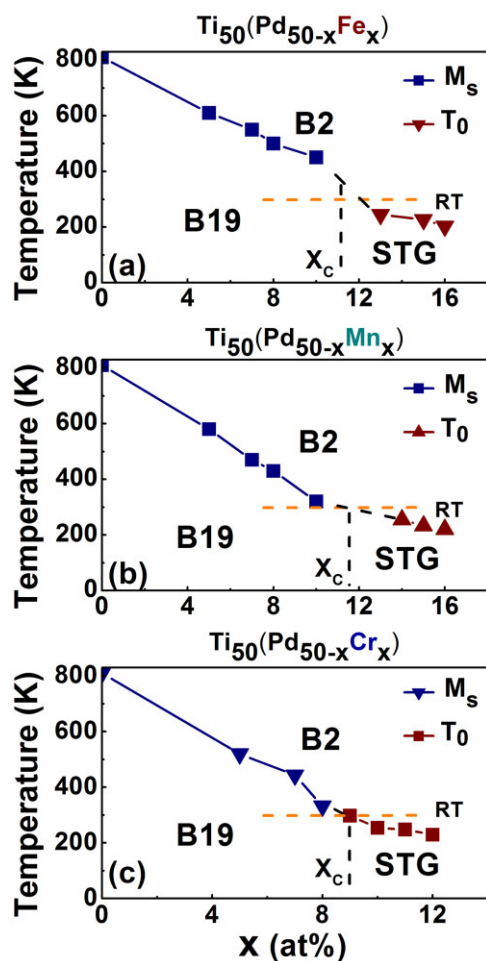 Ti50(Pd50-xFex)
Temperature (K)
800
600
400
200
0
Ms
T0
B2
B19
RT
STG
Xc
(a)
0 4 8 12 16
Ti50(Pd50-xMnx)
Temperature (K)
800
600
400
200
0
Ms
T0
B2
B19
RT
STG
Xc
(b)
0 4 8 12 16
Ti50(Pd50-xCrx)
Temperature (K)
800
600
400
200
0
Ms
T0
B2
B19
RT
STG
Xc
(c)
0 4 8 12
x (at%)